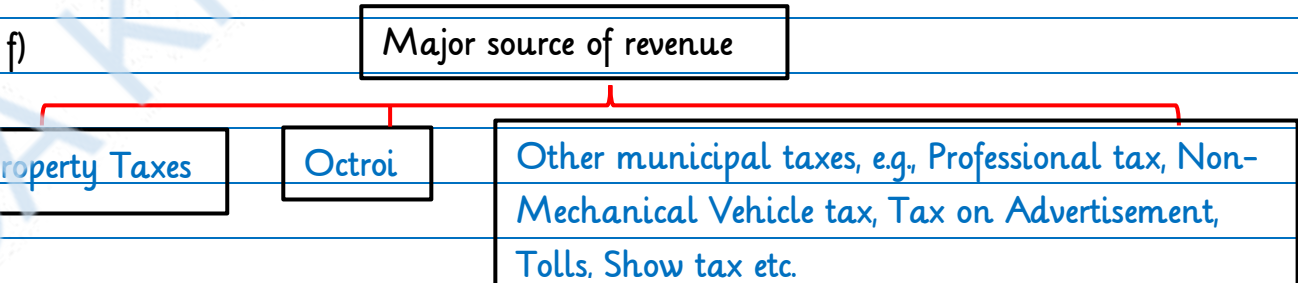 f)
Major source of revenue
roperty Taxes
Octroi
Other municipal taxes, e.g., Professional tax, Non-
Mechanical Vehicle tax, Tax on Advertisement,
Tolls, Show tax etc.